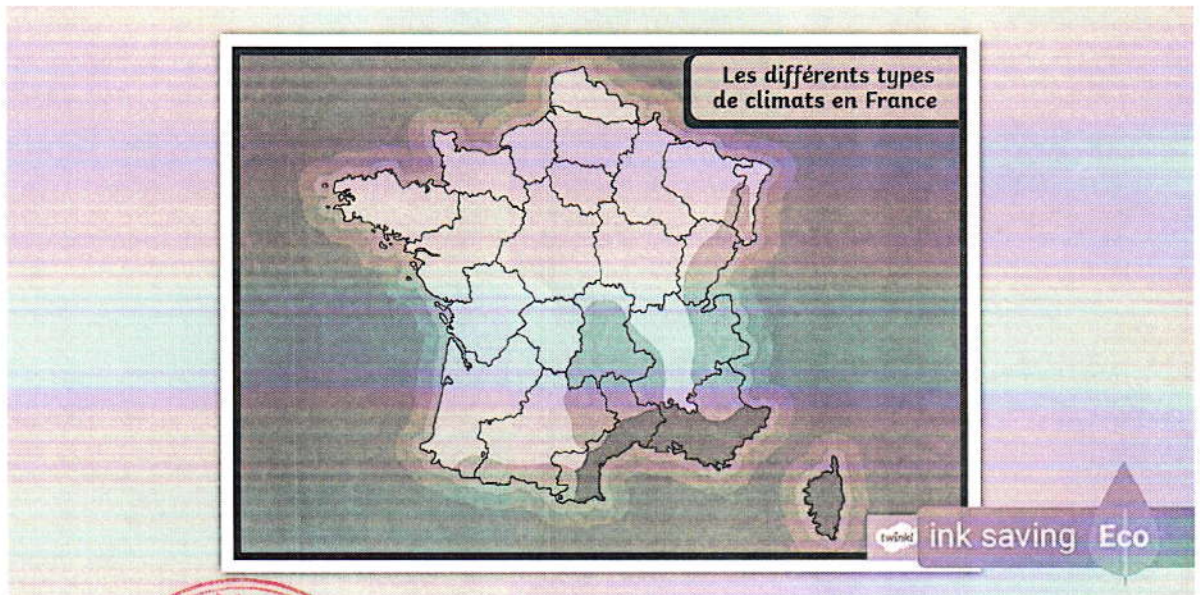 Les différents types
de climats en France
twinkl
ink saving Eco